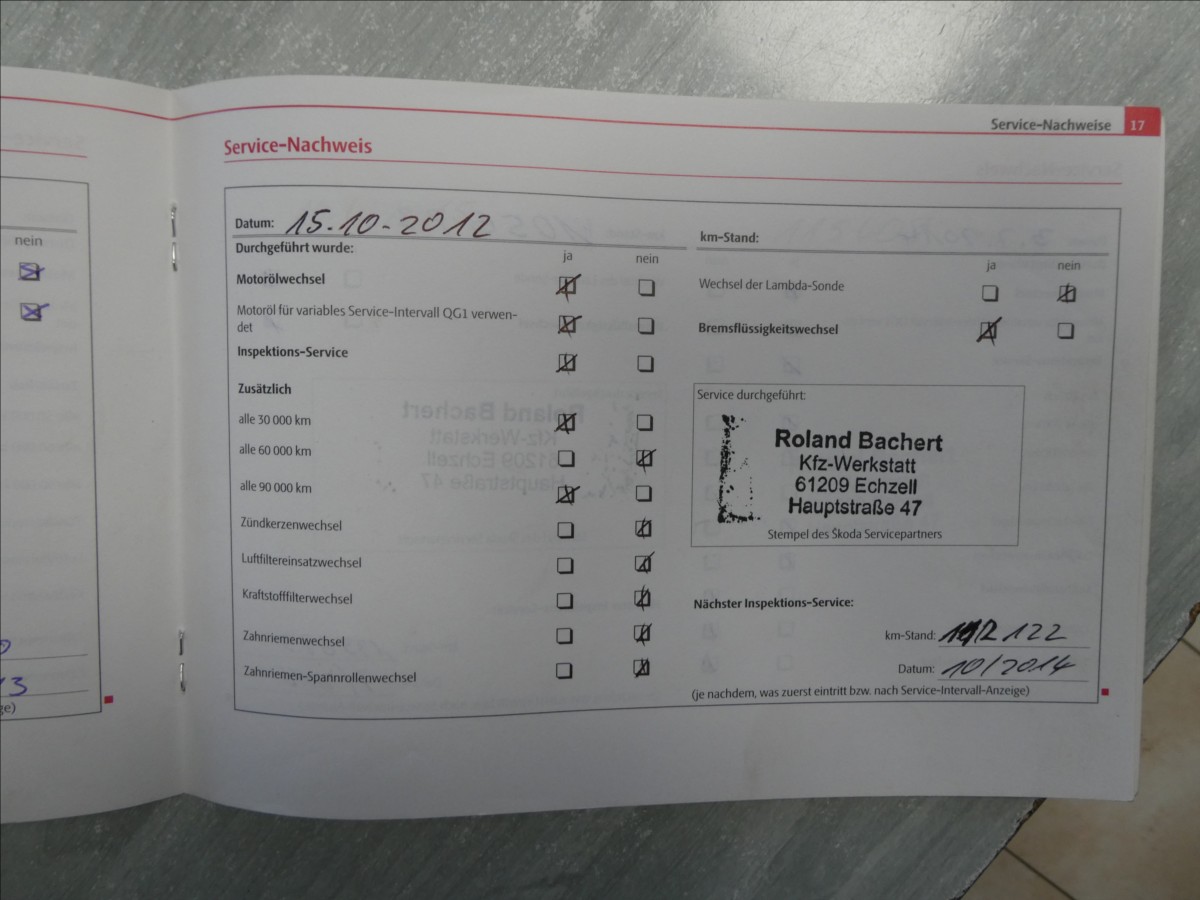 Service-Nachweise 17
Service-Nachweis
nein
Datum: 15.10-2012
km-Stand:
Durchgeführt wurde:
ja nein
ja nein
Motorölwechsel
Wechsel der Lambda-Sonde
Motoröl für variables Service-Intervall QG1 verwen-
det
Bremsflüssigkeitswechsel
Inspektions-Service
Zusätzlich
alle 30 000 km
alle 60 000 km
alle 90 000 km
Zündkerzenwechsel
Luftfiltereinsatzwechsel
Kraftstofffilterwechsel
Zahnriemenwechsel
Zahnriemen-Spannrollenwechsel
Service durchgeführt:
Roland Bachert
Kfz-Werkstatt
61209 Echzell
Hauptstraße 47
Stempel des Škoda Servicepartners
Nächster Inspektions-Service:
km-Stand: 122
Datum: 10/2014
(je nachdem, was zuerst eintritt bzw. nach Service-Intervall-Anzeige)